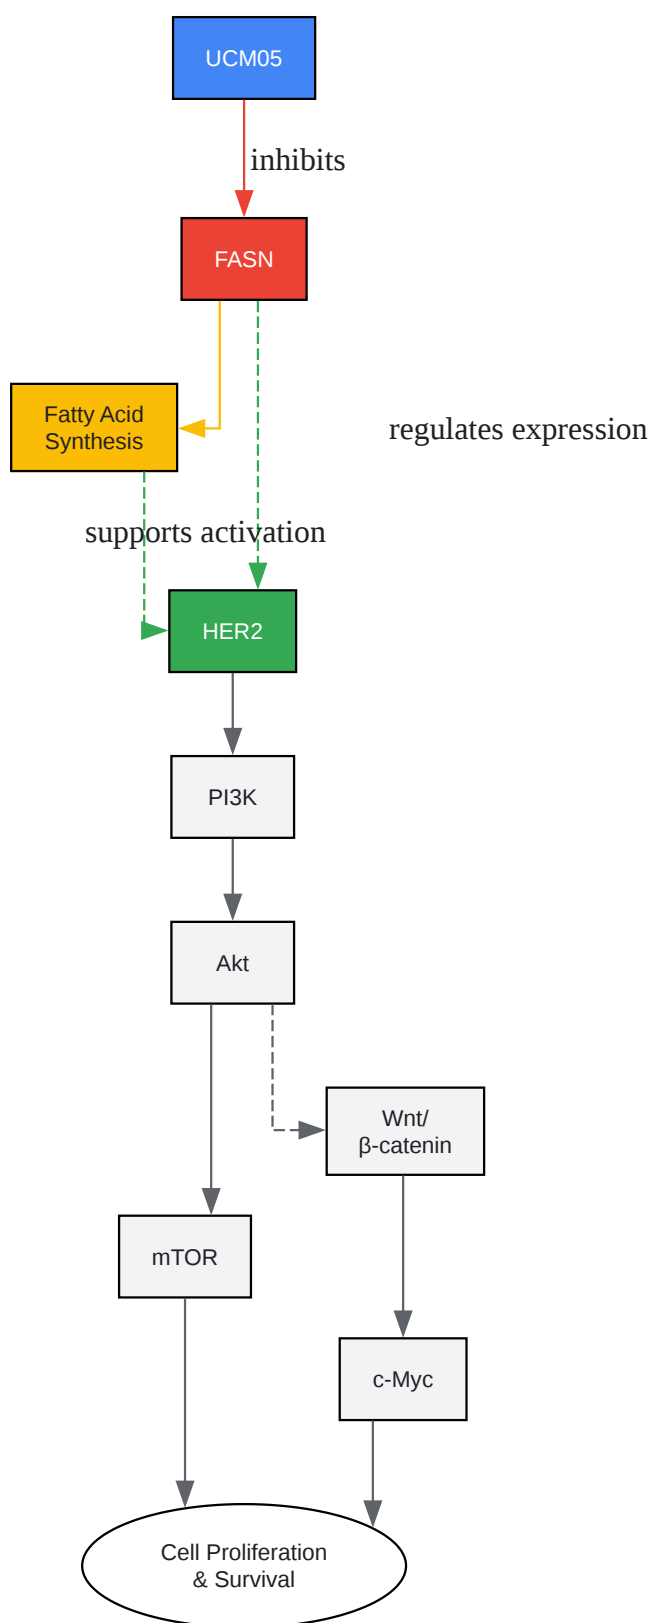 UCM05
inhibits
FASN
Fatty Acid
Synthesis
regulates expression
supports activation
HER2
PI3K
Akt
Wnt/
β-catenin
mTOR
c-Myc
Cell Proliferation
& Survival